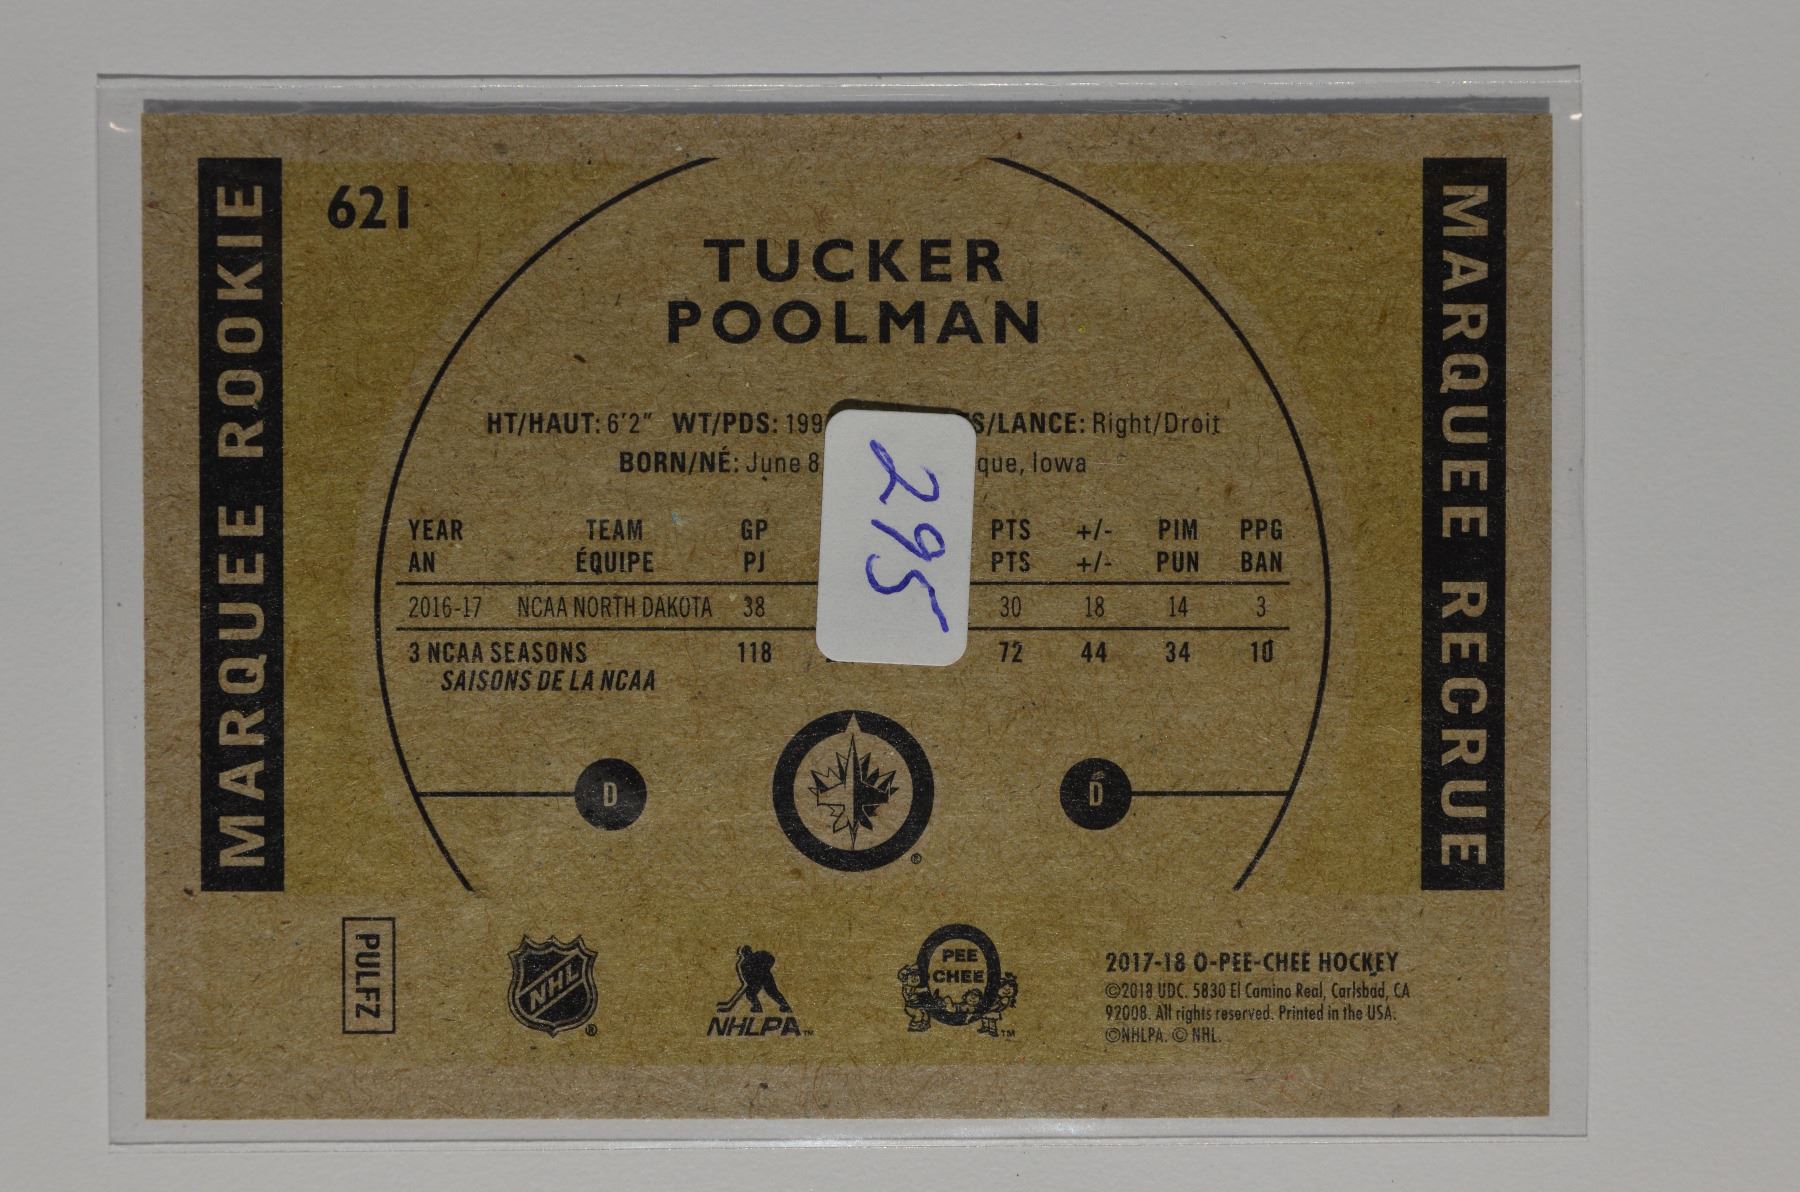 MARQUEE ROOKIE
621
TUCKER
POOLMAN
HT/HAUT: 6'2" WT/PDS: 199 S/LANCE: Right/Droit
BORN/NÉ: June 8 que, Iowa
295
YEAR TEAM GP PTS +/- PIM PPG
AN ÉQUIPE PJ PTS +/- PUN BAN
2016-17 NCAA NORTH DAKOTA 38 30 18 14 3
3 NCAA SEASONS 118 72 44 34 10
SAISONS DE LA NCAA
D D
MARQUEE RECRUE
PULFZ
NHL ®
NHLPA™
O PEE CHEE ™
2017-18 O-PEE-CHEE HOCKEY
©2018 UDC. 5830 El Camino Real, Carlsbad, CA
92008. All rights reserved. Printed in the USA.
©NHLPA. © NHL.